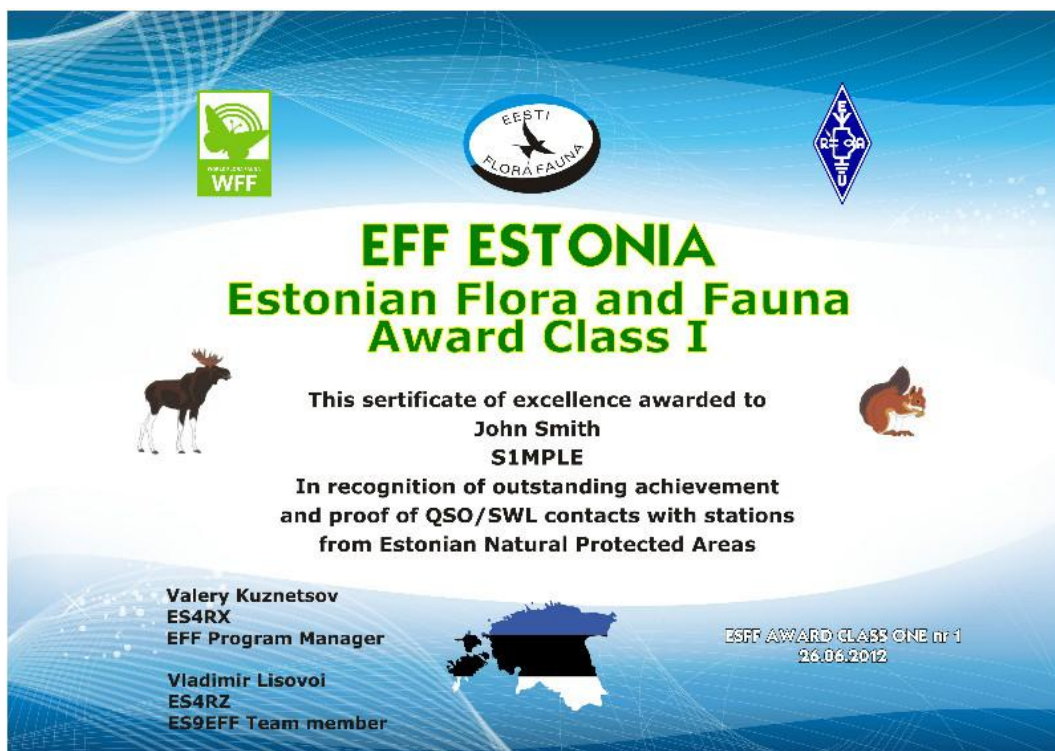 WORLD FLORA FAUNA
WFF
EESTI
FLORA FAUNA
E
R A
Ü
EFF ESTONIA
Estonian Flora and Fauna
Award Class I
This sertificate of excellence awarded to
John Smith
S1MPLE
In recognition of outstanding achievement
and proof of QSO/SWL contacts with stations
from Estonian Natural Protected Areas
Valery Kuznetsov
ES4RX
EFF Program Manager
Vladimir Lisovoi
ES4RZ
ES9EFF Team member
ESFF AWARD CLASS ONE nr 1
26.06.2012